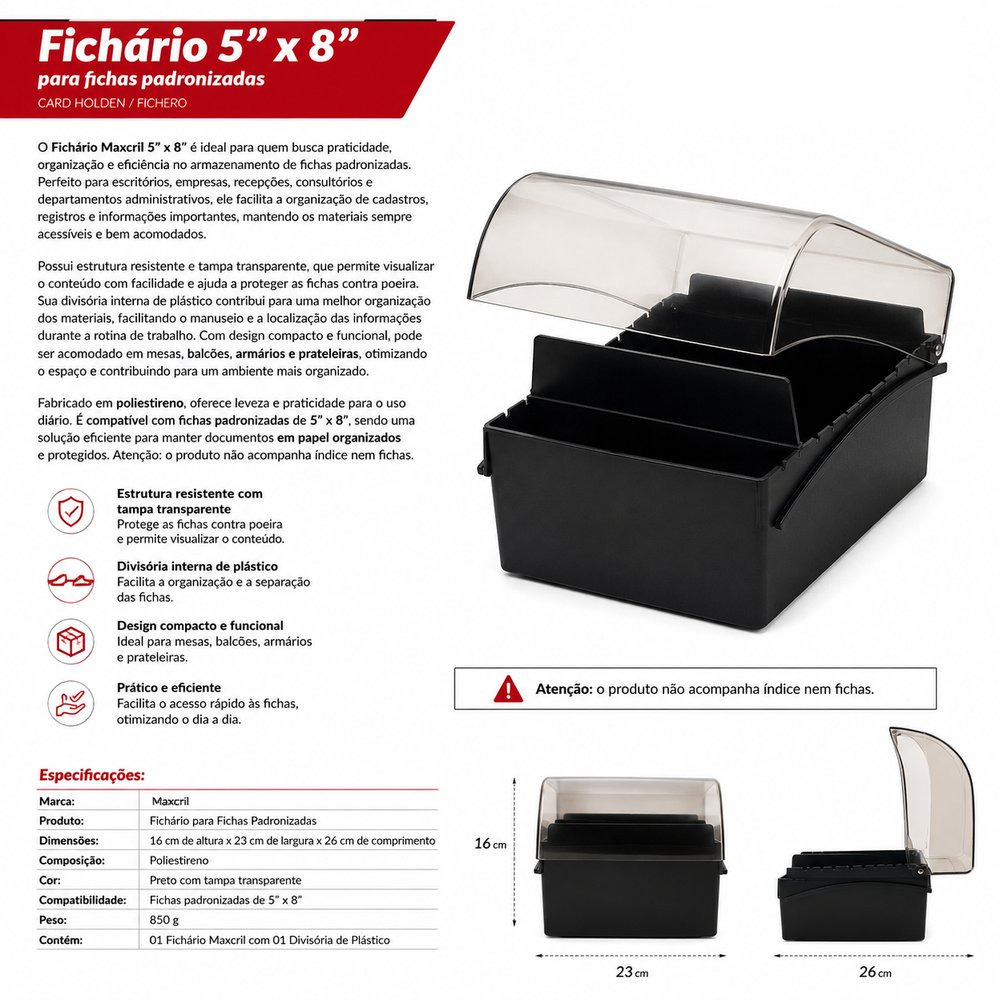 Fichário 5” x 8”
para fichas padronizadas
CARD HOLDEN / FICHERO
O Fichário Maxcril 5” x 8” é ideal para quem busca praticidade,
organização e eficiência no armazenamento de fichas padronizadas.
Perfeito para escritórios, empresas, recepções, consultórios e
departamentos administrativos, ele facilita a organização de cadastros,
registros e informações importantes, mantendo os materiais sempre
acessíveis e bem acomodados.
Possui estrutura resistente e tampa transparente, que permite visualizar
o conteúdo com facilidade e ajuda a proteger as fichas contra poeira.
Sua divisória interna de plástico contribui para uma melhor organização
dos materiais, facilitando o manuseio e a localização das informações
durante a rotina de trabalho. Com design compacto e funcional, pode
ser acomodado em mesas, balcões, armários e prateleiras, otimizando
o espaço e contribuindo para um ambiente mais organizado.
Fabricado em poliestireno, oferece leveza e praticidade para o uso
diário. É compatível com fichas padronizadas de 5” x 8”, sendo uma
solução eficiente para manter documentos em papel organizados
e protegidos. Atenção: o produto não acompanha índice nem fichas.
Estrutura resistente com
tampa transparente
Protege as fichas contra poeira
e permite visualizar o conteúdo.
Divisória interna de plástico
Facilita a organização e a separação
das fichas.
Design compacto e funcional
Ideal para mesas, balcões, armários
e prateleiras.
Prático e eficiente
Facilita o acesso rápido às fichas,
otimizando o dia a dia.
Atenção: o produto não acompanha índice nem fichas.
Especificações:
Marca: Maxcril
Produto: Fichário para Fichas Padronizadas
Dimensões: 16 cm de altura x 23 cm de largura x 26 cm de comprimento
Composição: Poliestireno
Cor: Preto com tampa transparente
Compatibilidade: Fichas padronizadas de 5” x 8”
Peso: 850 g
Contém: 01 Fichário Maxcril com 01 Divisória de Plástico
16 cm
23 cm
26 cm